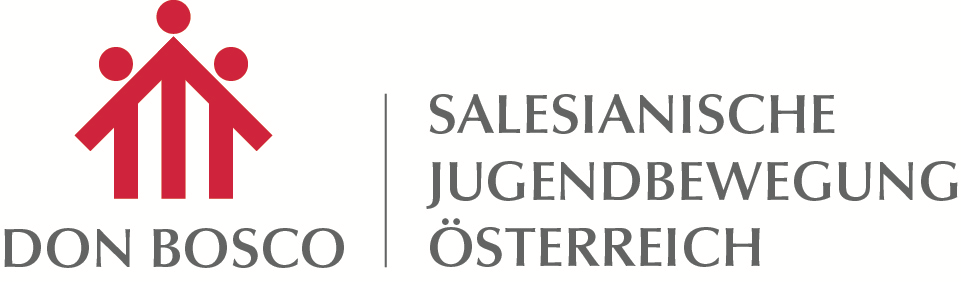 DON BOSCO
SALESIANISCHE
JUGENDBEWEGUNG
ÖSTERREICH